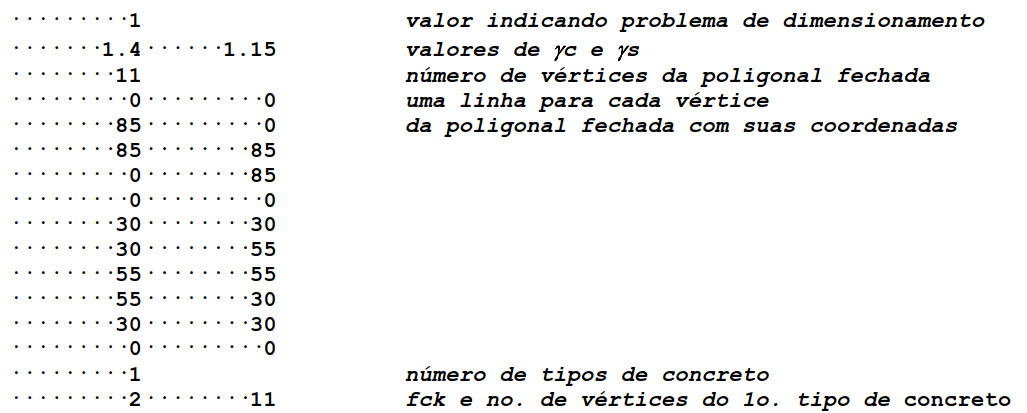 ·········1 valor indicando problema de dimensionamento
·······1.4······1.15 valores de γc e γs
········11 número de vértices da poligonal fechada
·········0·········0 uma linha para cada vértice
········85·········0 da poligonal fechada com suas coordenadas
········85········85
·········0········85
·········0·········0
········30········30
········30········55
········55········55
········55········30
········30········30
·········0·········0
·········1 número de tipos de concreto
·········2········11 fck e no. de vértices do 1o. tipo de concreto